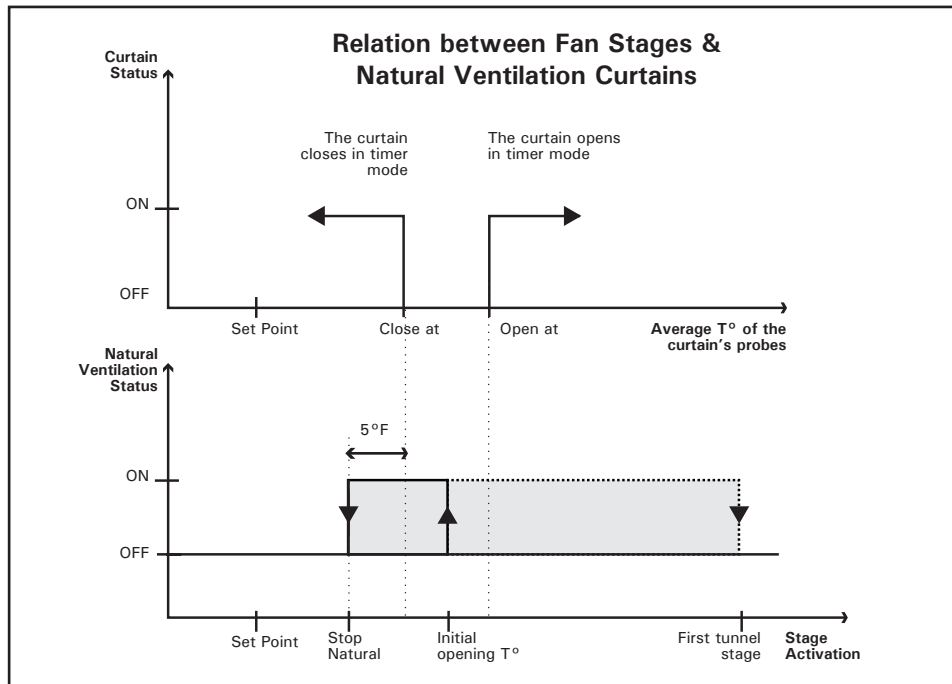 Relation between Fan Stages &
Natural Ventilation Curtains
Curtain
Status
The curtain
closes in timer
mode
The curtain opens
in timer mode
ON
OFF
Set Point
Close at
Open at
Average T° of the
curtain's probes
Natural
Ventilation
Status
5°F
ON
OFF
Set Point
Stop
Natural
Initial
opening T°
First tunnel
stage
Stage
Activation